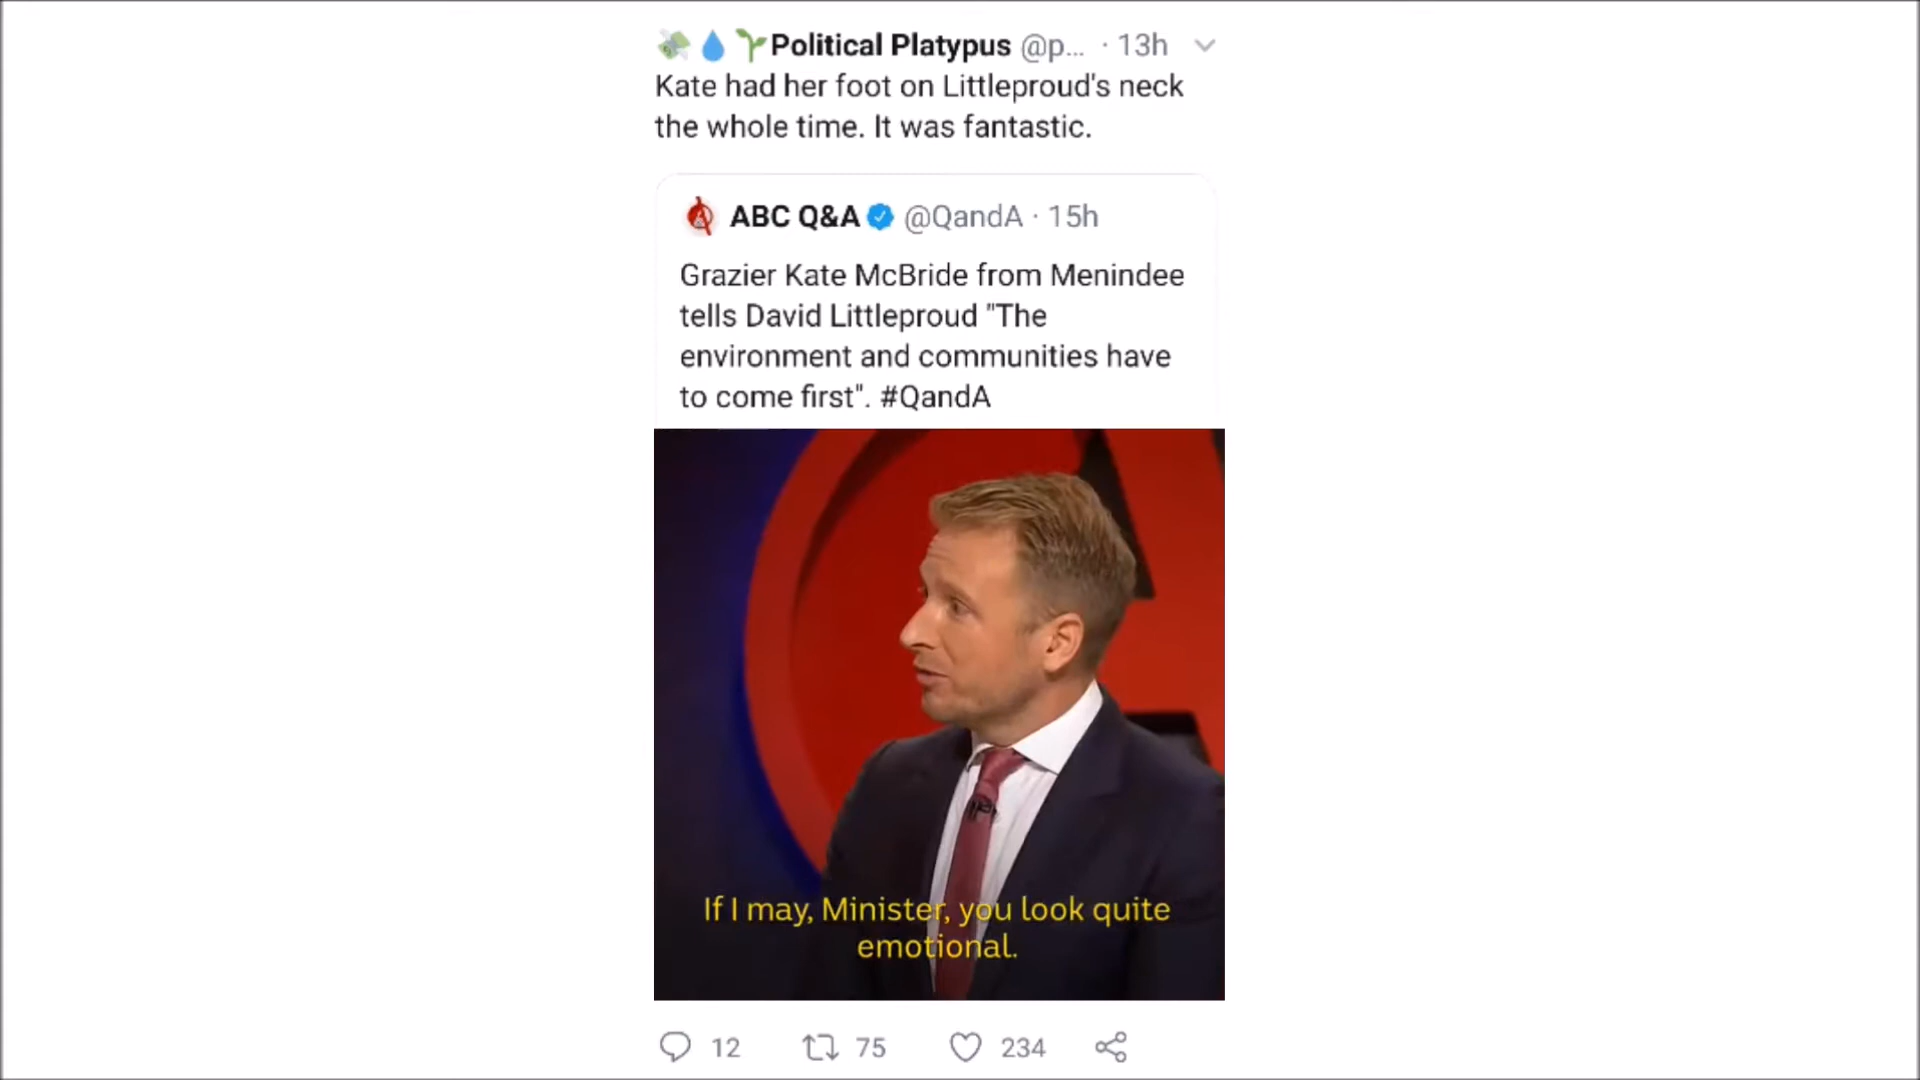 Political Platypus @p... · 13h
Kate had her foot on Littleproud's neck
the whole time. It was fantastic.
ABC Q&A @QandA · 15h
Grazier Kate McBride from Menindee
tells David Littleproud "The
environment and communities have
to come first". #QandA
If I may, Minister, you look quite
emotional.
12 75 234